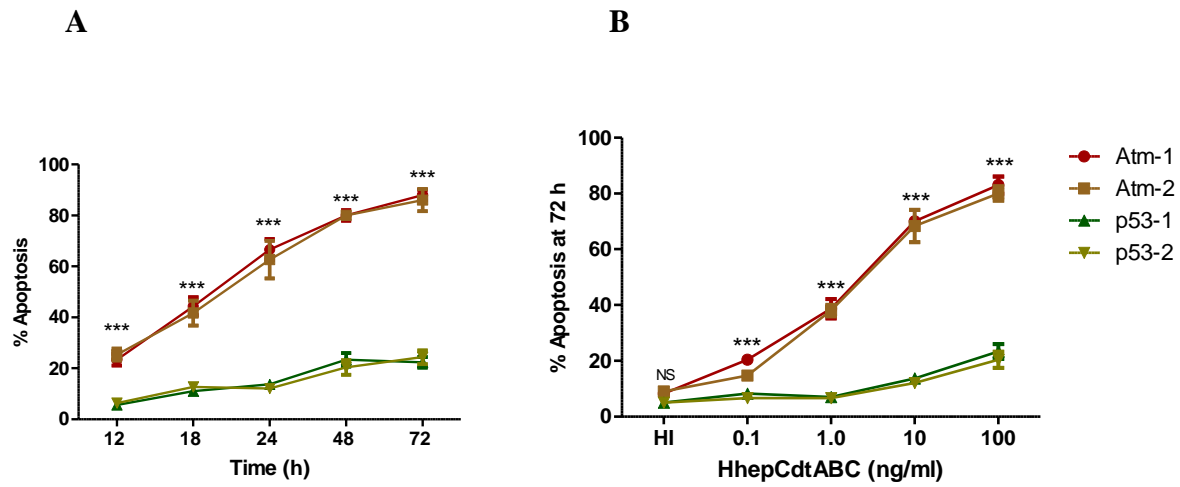 A
B
% Apoptosis
100
80
60
40
20
0
***
***
***
***
***
12
18
24
48
72
Time (h)
% Apoptosis at 72 h
100
80
60
40
20
0
NS
***
***
***
***
HI
0.1
1.0
10
100
HhepCdtABC (ng/ml)
Atm-1
Atm-2
p53-1
p53-2